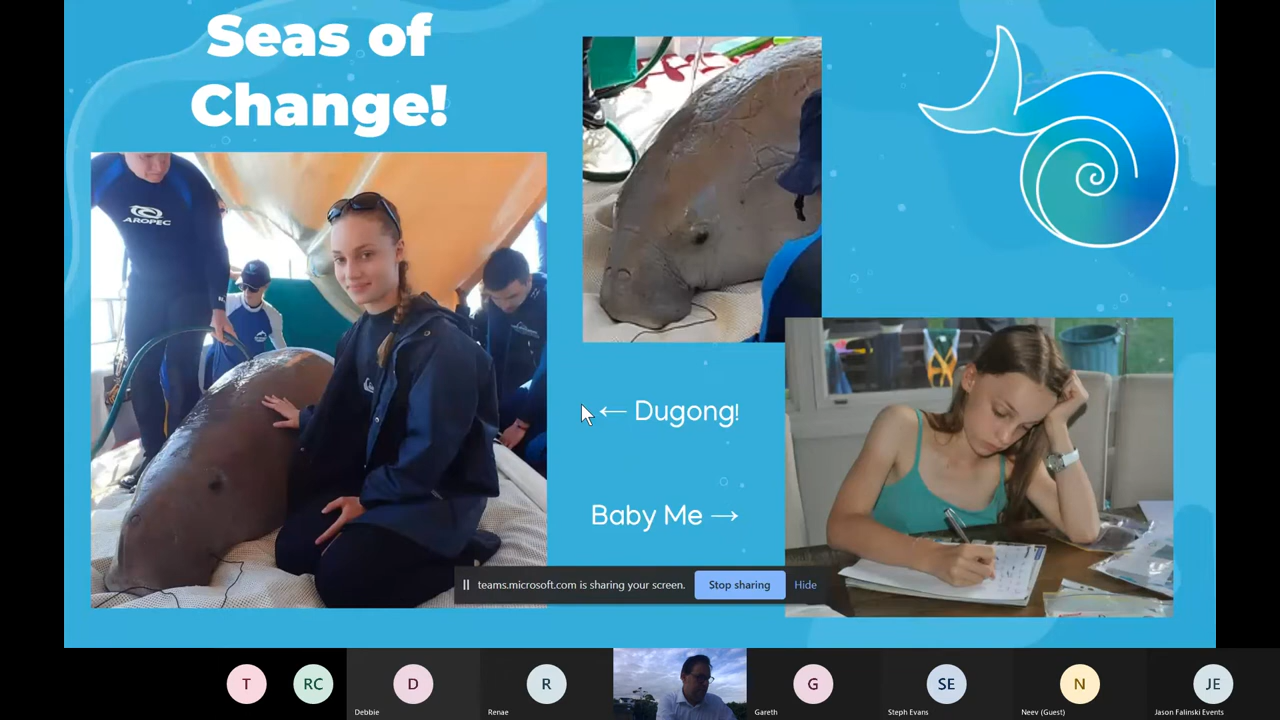 Seas of
Change!
AROPEC
← Dugong!
Baby Me →
teams.microsoft.com is sharing your screen.
Stop sharing
Hide
T
RC
D
R
G
SE
N
JE
Debbie
Renae
Gareth
Steph Evans
Neev (Guest)
Jason Falinski Events